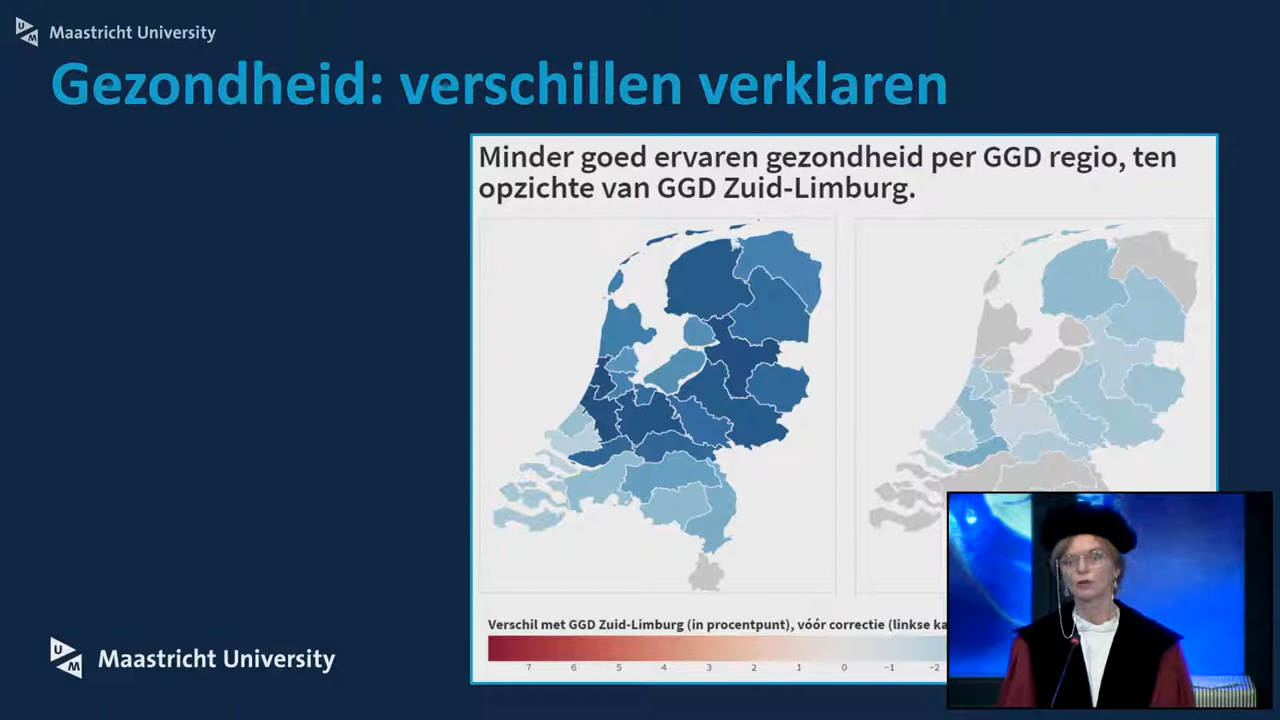 Maastricht University
Gezondheid: verschillen verklaren
Minder goed ervaren gezondheid per GGD regio, ten
opzichte van GGD Zuid-Limburg.
Verschil met GGD Zuid-Limburg (in procentpunt), vóór correctie (linkse ka
7 6 5 4 3 2 1 0 −1 −2
UM Maastricht University